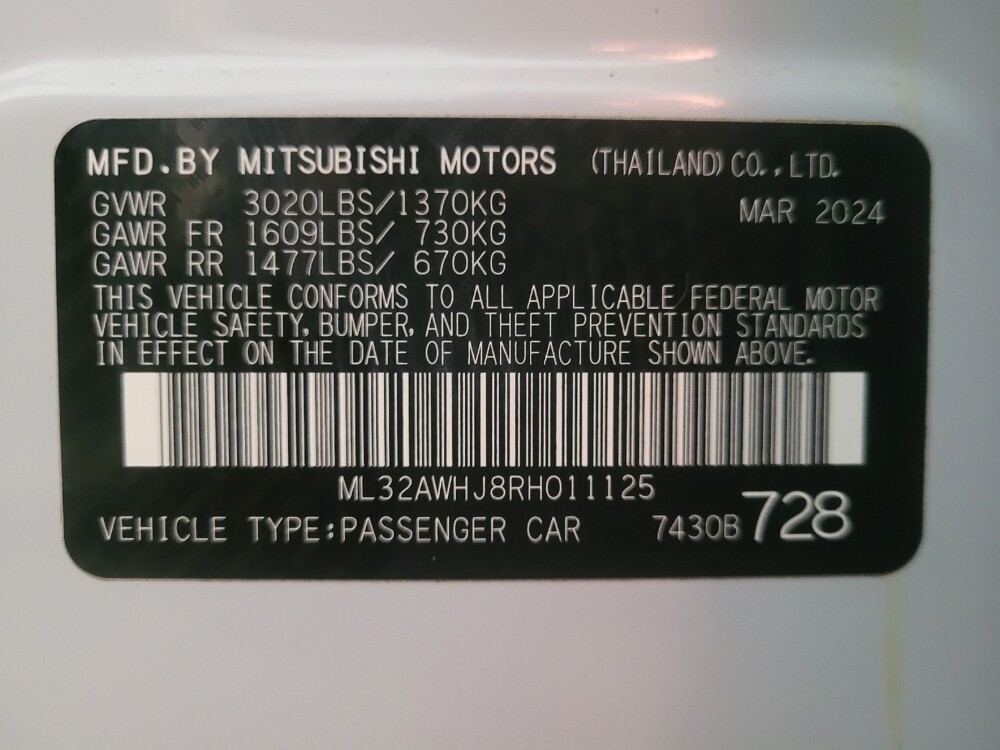 MFD.BY MITSUBISHI MOTORS (THAILAND) CO.,LTD.
GVWR 3020LBS/1370KG MAR 2024
GAWR FR 1609LBS/ 730KG
GAWR RR 1477LBS/ 670KG
THIS VEHICLE CONFORMS TO ALL APPLICABLE FEDERAL MOTOR
VEHICLE SAFETY, BUMPER, AND THEFT PREVENTION STANDARDS
IN EFFECT ON THE DATE OF MANUFACTURE SHOWN ABOVE.
ML32AWHJ8RH011125
VEHICLE TYPE:PASSENGER CAR 7430B 728